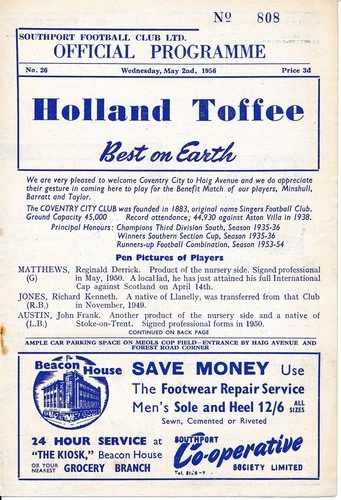 No 808
SOUTHPORT FOOTBALL CLUB LTD.
OFFICIAL PROGRAMME
No. 26 Wednesday, May 2nd, 1956 Price 3d
Holland Toffee
Best on Earth
We are very pleased to welcome Coventry City to Haig Avenue and we do appreciate
their gesture in coming here to play for the Benefit Match of our players, Minshull,
Barratt and Taylor.
The COVENTRY CITY CLUB was founded in 1883, original name Singers Football Club.
Ground Capacity 45,000 Record attendance; 44,930 against Aston Villa in 1938.
Principal Honours: Champions Third Division South, Season 1935-36
Winners Southern Section Cup, Season 1935-36
Runners-up Football Combination, Season 1953-54
Pen Pictures of Players
MATTHEWS, Reginald Derrick. Product of the nursery side. Signed professional
(G) in May, 1950. A local lad, he has just attained his full International
Cap against Scotland on April 14th.
JONES, Richard Kenneth. A native of Llanelly, was transferred from that Club
(R.B.) in November, 1949.
AUSTIN, John Frank. Another product of the nursery side and a native of
(L.B.) Stoke-on-Trent. Signed professional forms in 1950.
CONTINUED ON BACK PAGE
AMPLE CAR PARKING SPACE ON MEOLS COP FIELD—ENTRANCE BY HAIG AVENUE AND
FOREST ROAD CORNER
Beacon House
SAVE MONEY Use
The Footwear Repair Service
Men's Sole and Heel 12/6 ALL SIZES
Sewn, Cemented or Riveted
24 HOUR SERVICE at
"THE KIOSK," Beacon House
OR YOUR NEAREST GROCERY BRANCH
SOUTHPORT
Co-operative
SOCIETY LIMITED